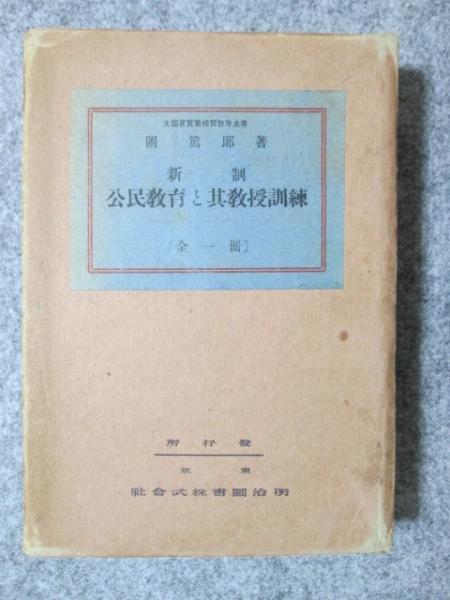 文部省實業補習教育主事
關篤郎著
新制
公民教育と其教授訓練
〔全一冊〕
發行所
東京
明治圖書株式會社